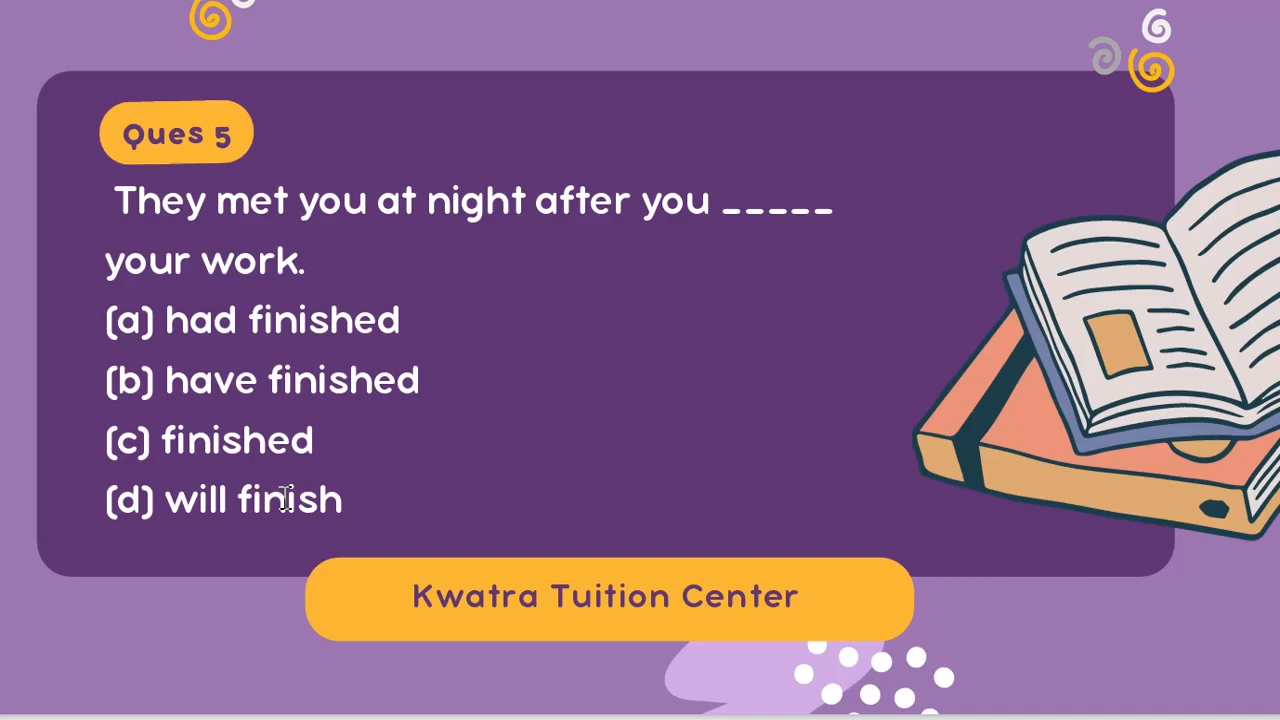 Ques 5
They met you at night after you _____
your work.
(a) had finished
(b) have finished
(c) finished
(d) will finish
Kwatra Tuition Center